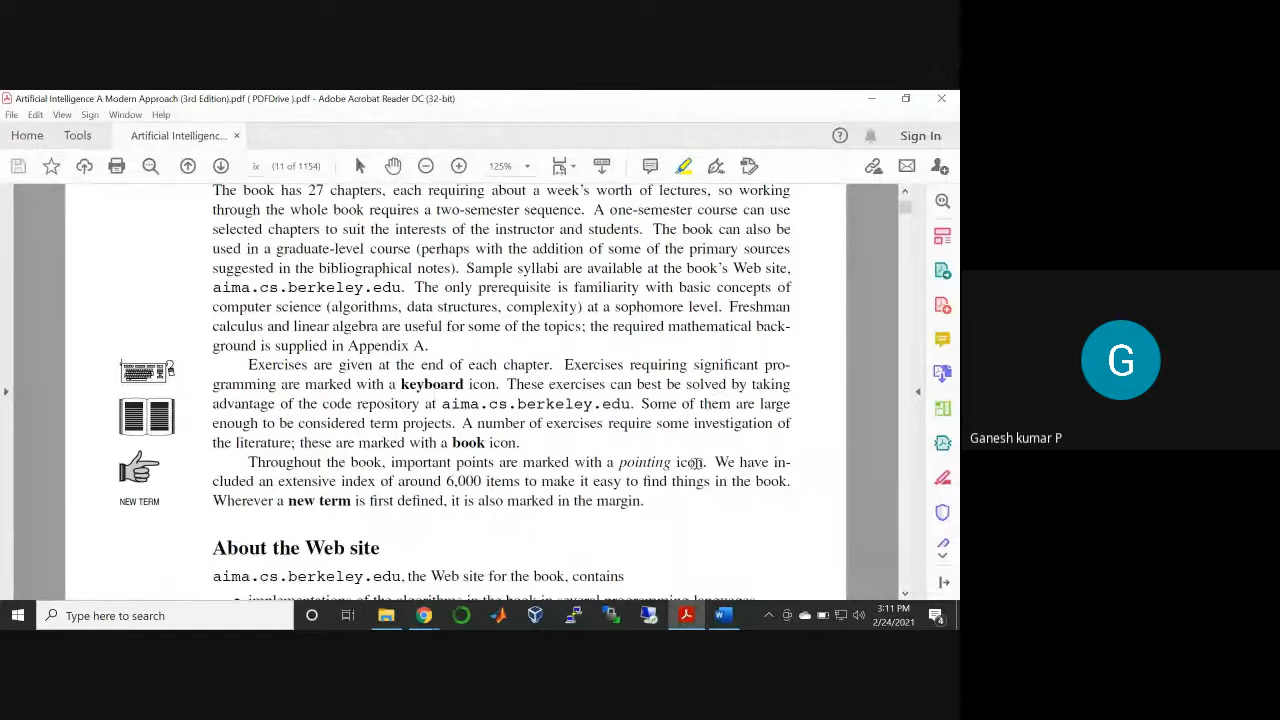 Artificial Intelligence A Modern Approach (3rd Edition).pdf ( PDFDrive ).pdf - Adobe Acrobat Reader DC (32-bit)
File Edit View Sign Window Help
Home Tools Artificial Intelligenc... × Sign In
ix (11 of 1154) 125%
The book has 27 chapters, each requiring about a week's worth of lectures, so working
through the whole book requires a two-semester sequence. A one-semester course can use
selected chapters to suit the interests of the instructor and students. The book can also be
used in a graduate-level course (perhaps with the addition of some of the primary sources
suggested in the bibliographical notes). Sample syllabi are available at the book's Web site,
aima.cs.berkeley.edu. The only prerequisite is familiarity with basic concepts of
computer science (algorithms, data structures, complexity) at a sophomore level. Freshman
calculus and linear algebra are useful for some of the topics; the required mathematical back-
ground is supplied in Appendix A.
Exercises are given at the end of each chapter. Exercises requiring significant pro-
gramming are marked with a keyboard icon. These exercises can best be solved by taking
advantage of the code repository at aima.cs.berkeley.edu. Some of them are large
enough to be considered term projects. A number of exercises require some investigation of
the literature; these are marked with a book icon.
Throughout the book, important points are marked with a pointing icon. We have in-
cluded an extensive index of around 6,000 items to make it easy to find things in the book.
Wherever a new term is first defined, it is also marked in the margin.
NEW TERM
About the Web site
aima.cs.berkeley.edu, the Web site for the book, contains
implementations of the algorithms in the book in several programming languages
Type here to search
3:11 PM
2/24/2021
4
G
Ganesh kumar P